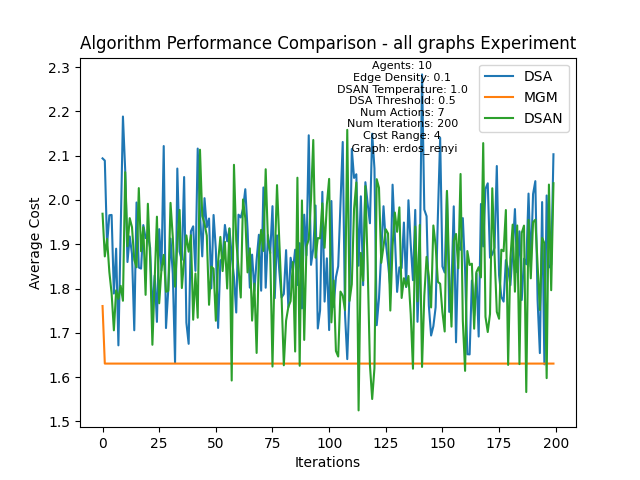 Algorithm Performance Comparison - all graphs Experiment
Agents: 10
Edge Density: 0.1
DSAN Temperature: 1.0
DSA Threshold: 0.5
Num Actions: 7
Num Iterations: 200
Cost Range: 4
Graph: erdos_renyi
DSA
MGM
DSAN
Average Cost
2.3
2.2
2.1
2.0
1.9
1.8
1.7
1.6
1.5
0 25 50 75 100 125 150 175 200
Iterations